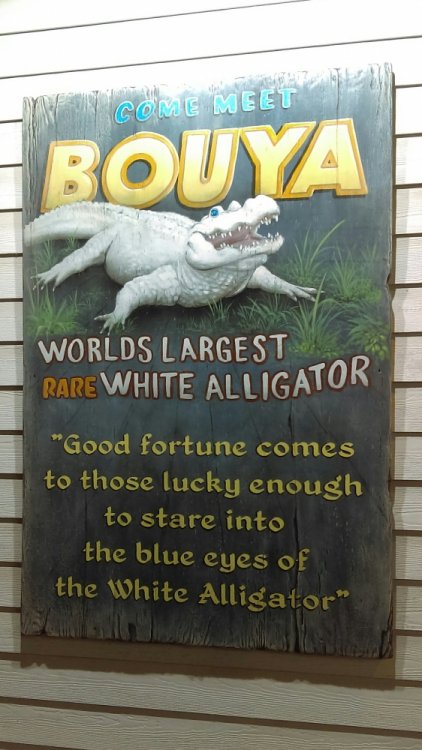 COME MEET
BOUYA
WORLDS LARGEST
RARE WHITE ALLIGATOR
"Good fortune comes
to those lucky enough
to stare into
the blue eyes of
the White Alligator"